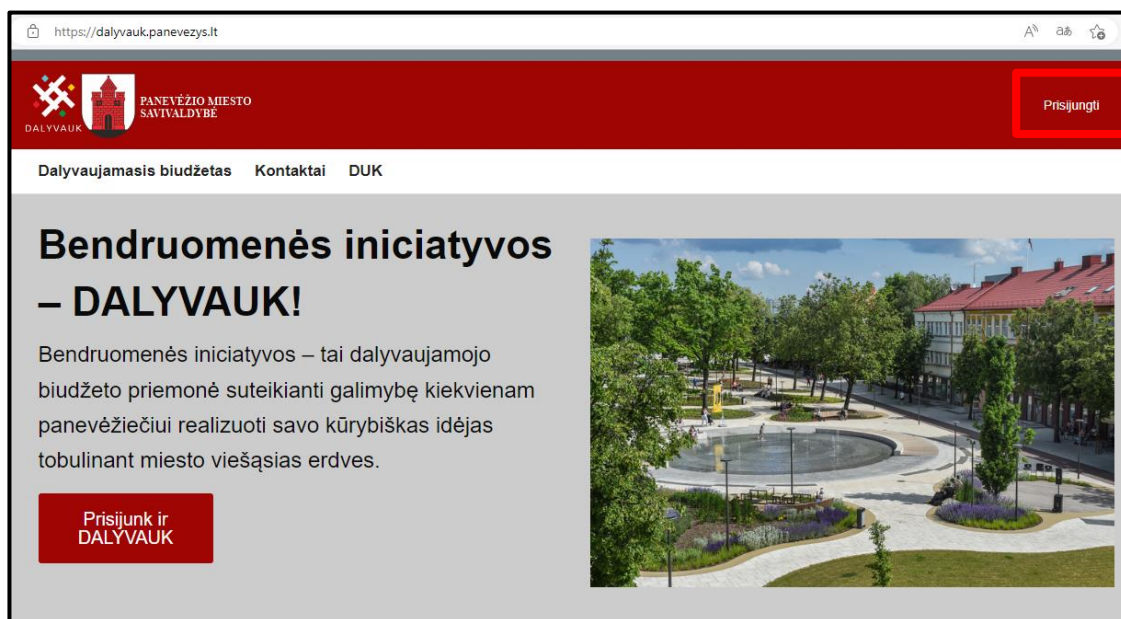 https://dalyvauk.panevezys.lt
DALYVAUK
PANEVĖŽIO MIESTO
SAVIVALDYBĖ
Prisijungti
Dalyvaujamasis biudžetas Kontaktai DUK
Bendruomenės iniciatyvos
– DALYVAUK!
Bendruomenės iniciatyvos – tai dalyvaujamojo
biudžeto priemonė suteikianti galimybę kiekvienam
panevėžiečiui realizuoti savo kūrybiškas idėjas
tobulinant miesto viešąsias erdves.
Prisijunk ir
DALYVAUK